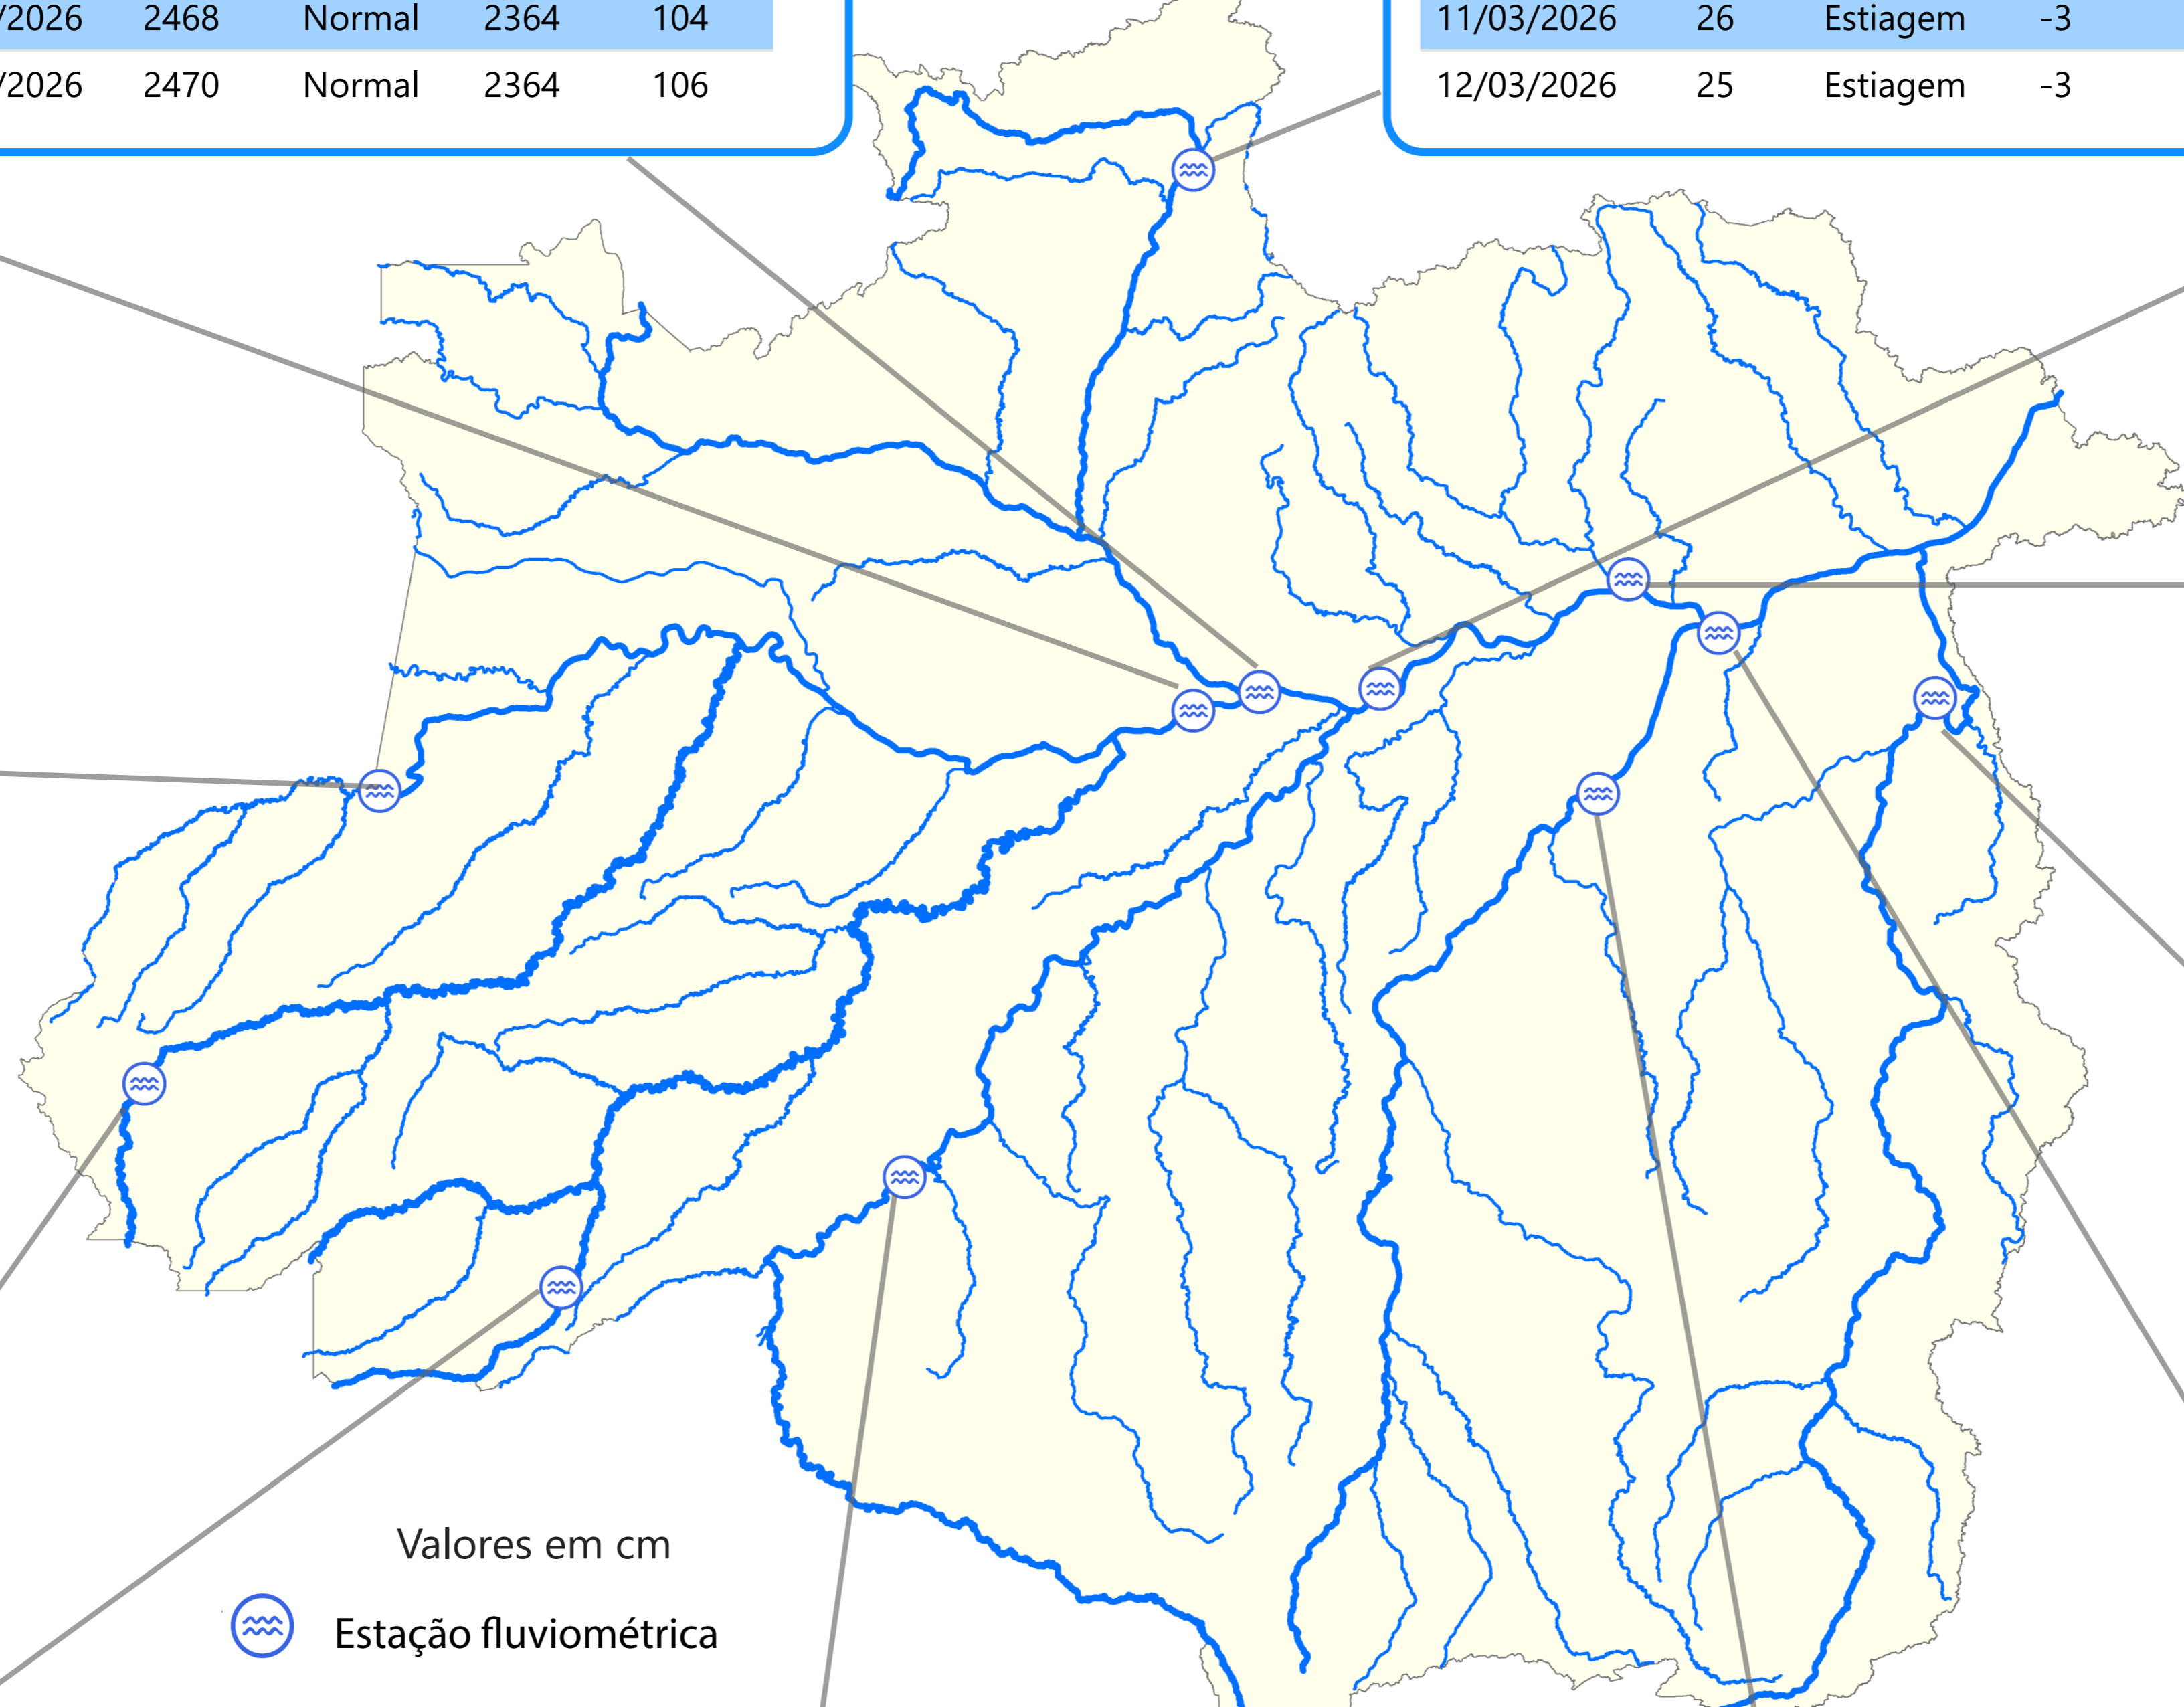 /2026 2468 Normal 2364 104
/2026 2470 Normal 2364 106
11/03/2026 26 Estiagem -3
12/03/2026 25 Estiagem -3
Valores em cm
Estação fluviométrica